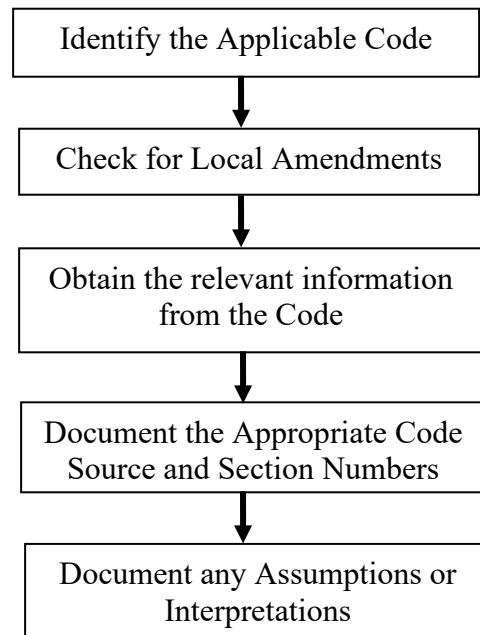 Identify the Applicable Code
Check for Local Amendments
Obtain the relevant information
from the Code
Document the Appropriate Code
Source and Section Numbers
Document any Assumptions or
Interpretations